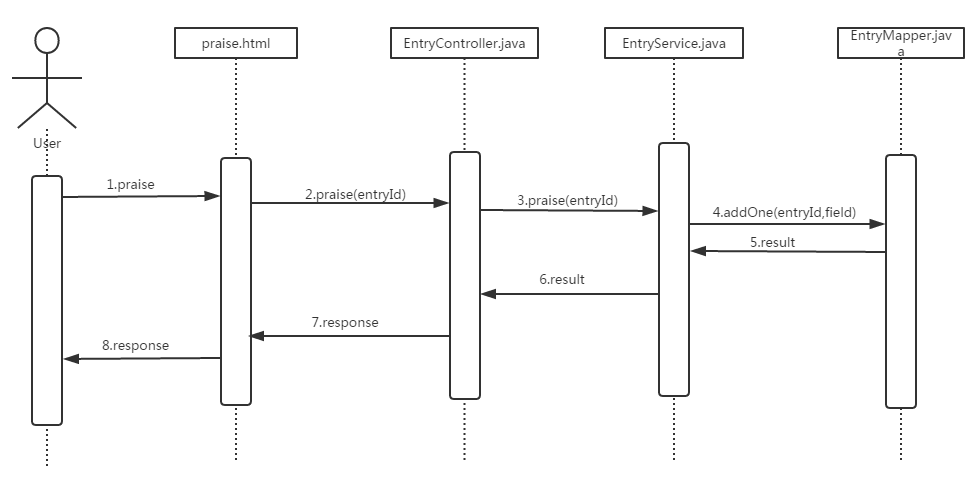 praise.html
EntryController.java
EntryService.java
EntryMapper.jav
a
User
1.praise
2.praise(entryId)
3.praise(entryId)
4.addOne(entryId,field)
5.result
6.result
7.response
8.response